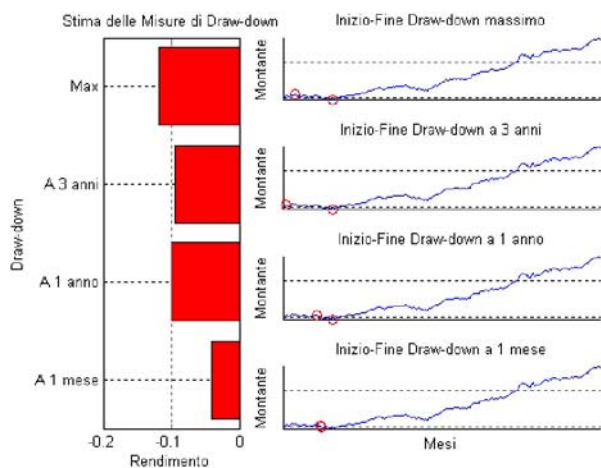 Stima delle Misure di Draw-down
Max
A 3 anni
A 1 anno
A 1 mese
Draw-down
-0.2
-0.1
0
Rendimento
Inizio-Fine Draw-down massimo
Montante
Inizio-Fine Draw-down a 3 anni
Montante
Inizio-Fine Draw-down a 1 anno
Montante
Inizio-Fine Draw-down a 1 mese
Montante
Mesi